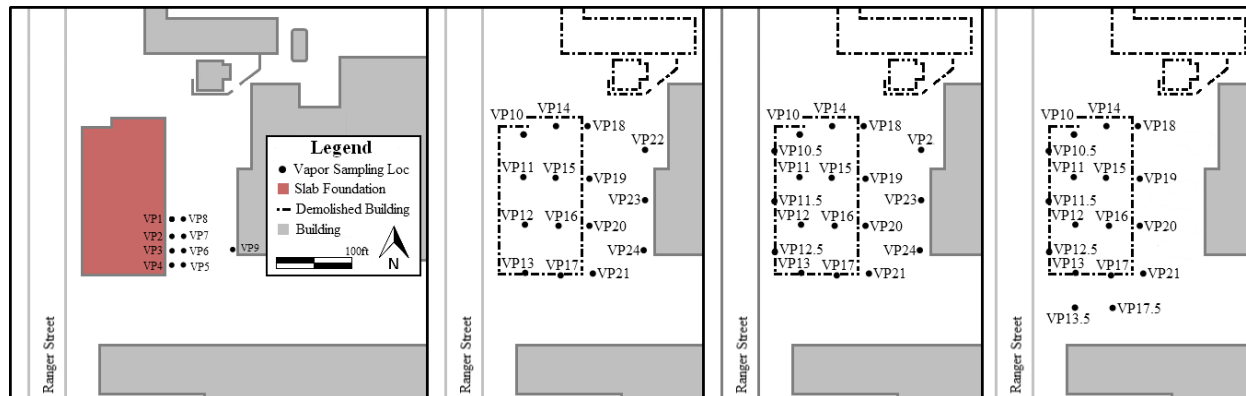 Ranger Street
VP1
VP8
VP2
VP7
VP3
VP6
VP4
VP5
VP9
Legend
Vapor Sampling Loc
Slab Foundation
Demolished Building
Building
100ft
N
Ranger Street
VP14
VP10
VP18
VP22
VP11
VP15
VP19
VP23
VP12
VP16
VP20
VP24
VP13
VP17
VP21
Ranger Street
VP14
VP10
VP18
VP2
VP10.5
VP11
VP15
VP19
VP11.5
VP23
VP12
VP16
VP20
VP12.5
VP24
VP13
VP17
VP21
Ranger Street
VP14
VP10
VP18
VP10.5
VP11
VP15
VP19
VP11.5
VP12
VP16
VP20
VP12.5
VP13
VP17
VP21
VP13.5
VP17.5